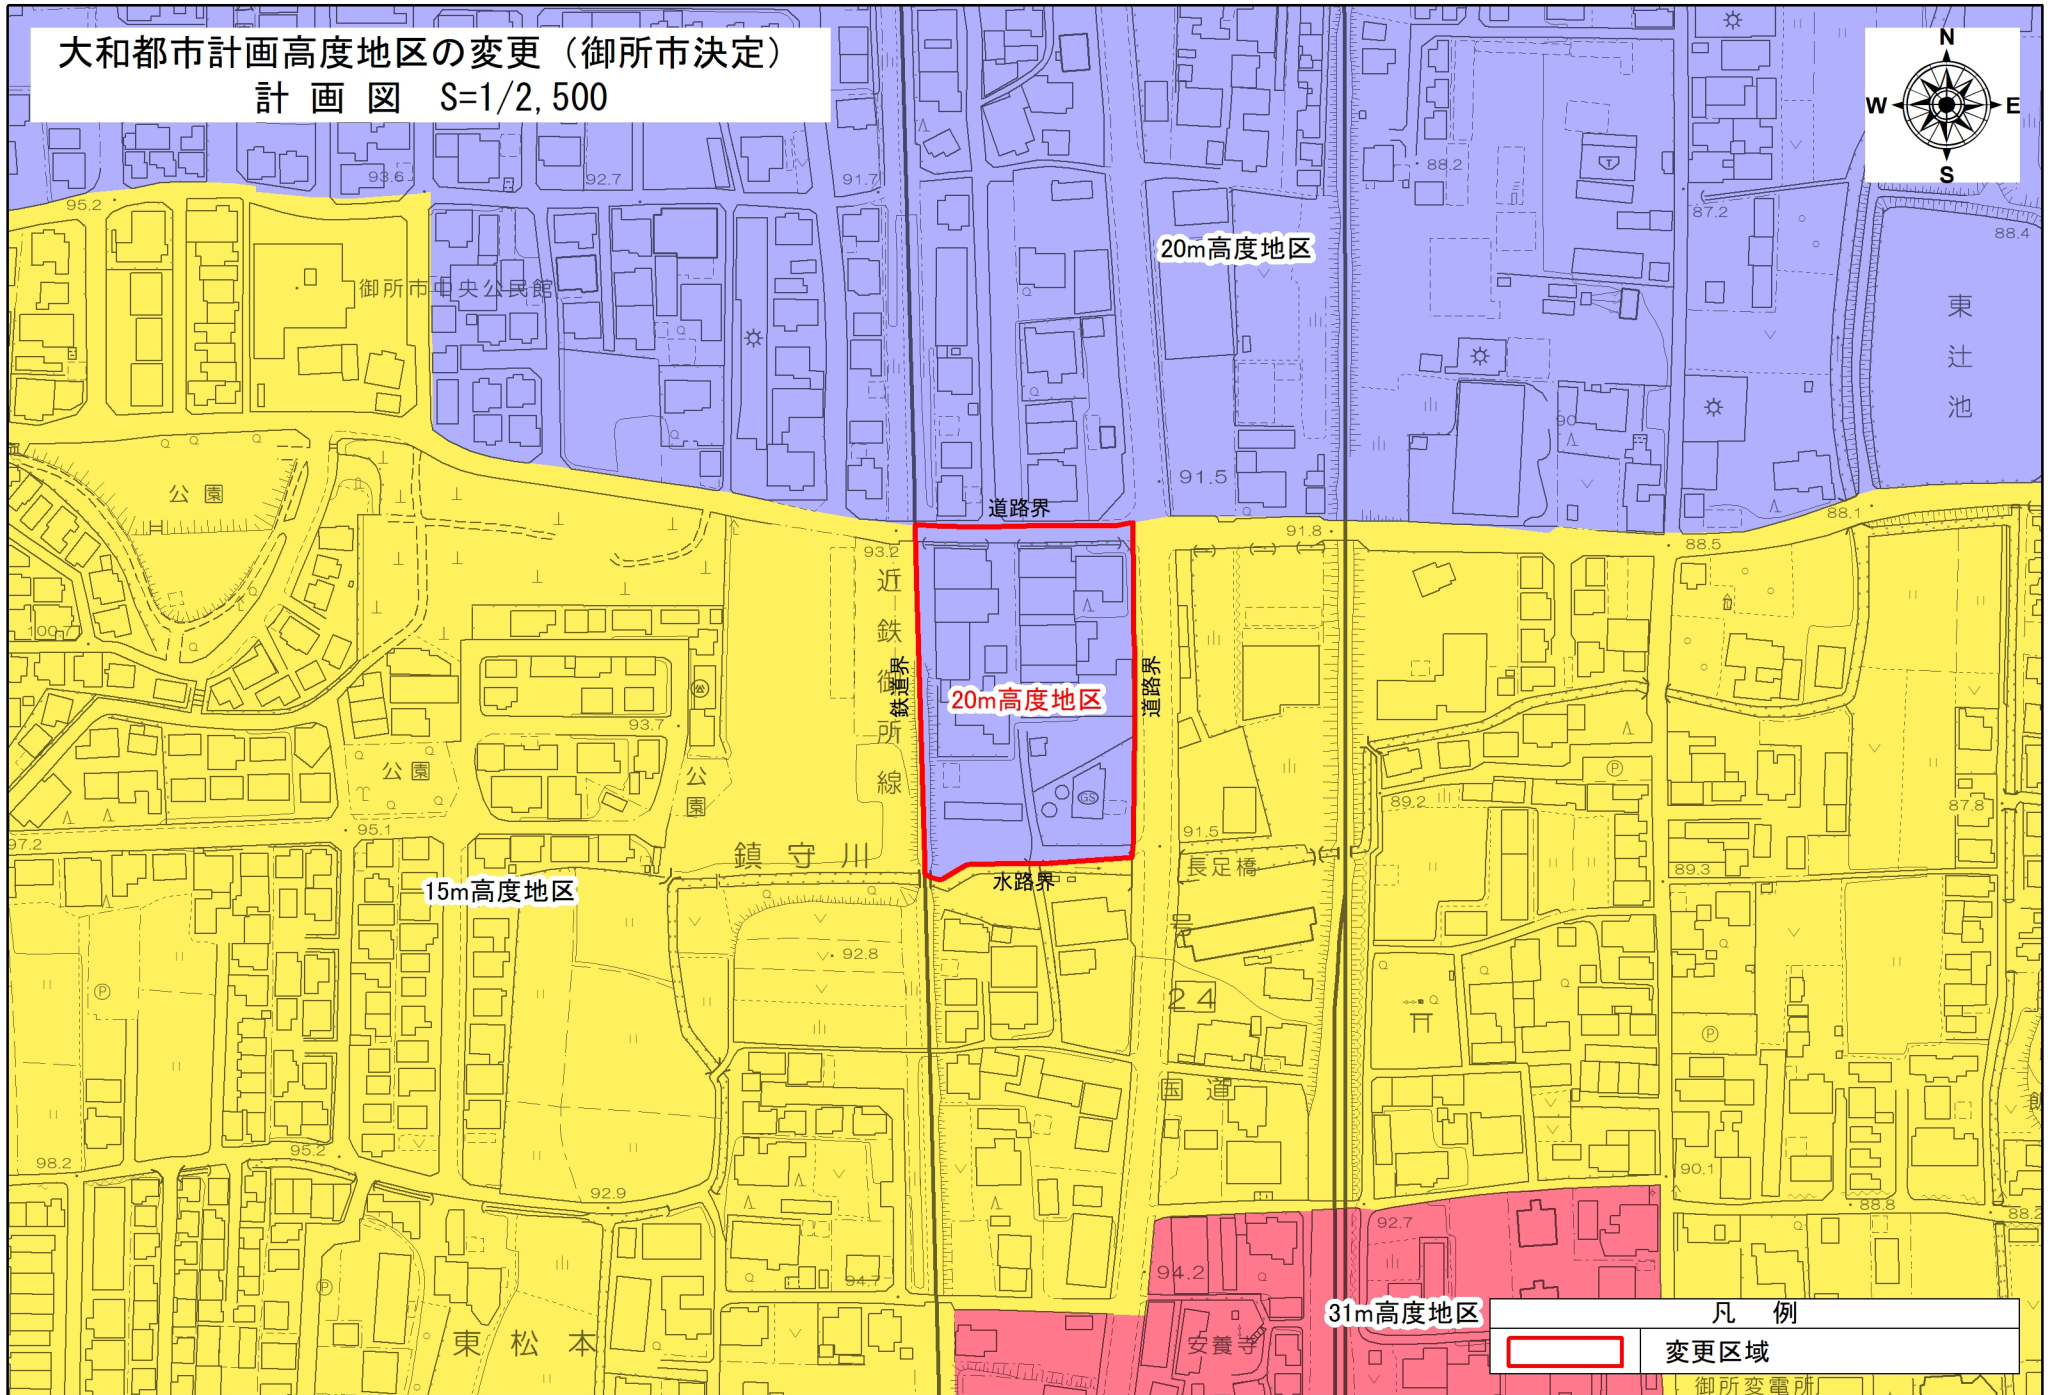 大和都市計画高度地区の変更（御所市決定）
計 画 図　S=1/2,500
N
W
E
S
93.6
92.7
91.7
88.2
95.2
87.2
88.4
20m高度地区
御所市中央公民館
東辻池
90
91.5
公園
道路界
88.1
91.8
88.5
93.2
近鉄御所線
100.7
鉄道界
20m高度地区
道路界
93.7
公園
公園
GS
P
89.2
87.8
95.1
97.2
91.5
鎮守川
長足橋
89.3
15m高度地区
水路界
92.8
号
P
24
P
国道
95.2
98.2
92.9
90.1
88.8
88.2
92.7
94.2
94.7
P
31m高度地区
凡　例
変更区域
東松本
安養寺
御所変電所